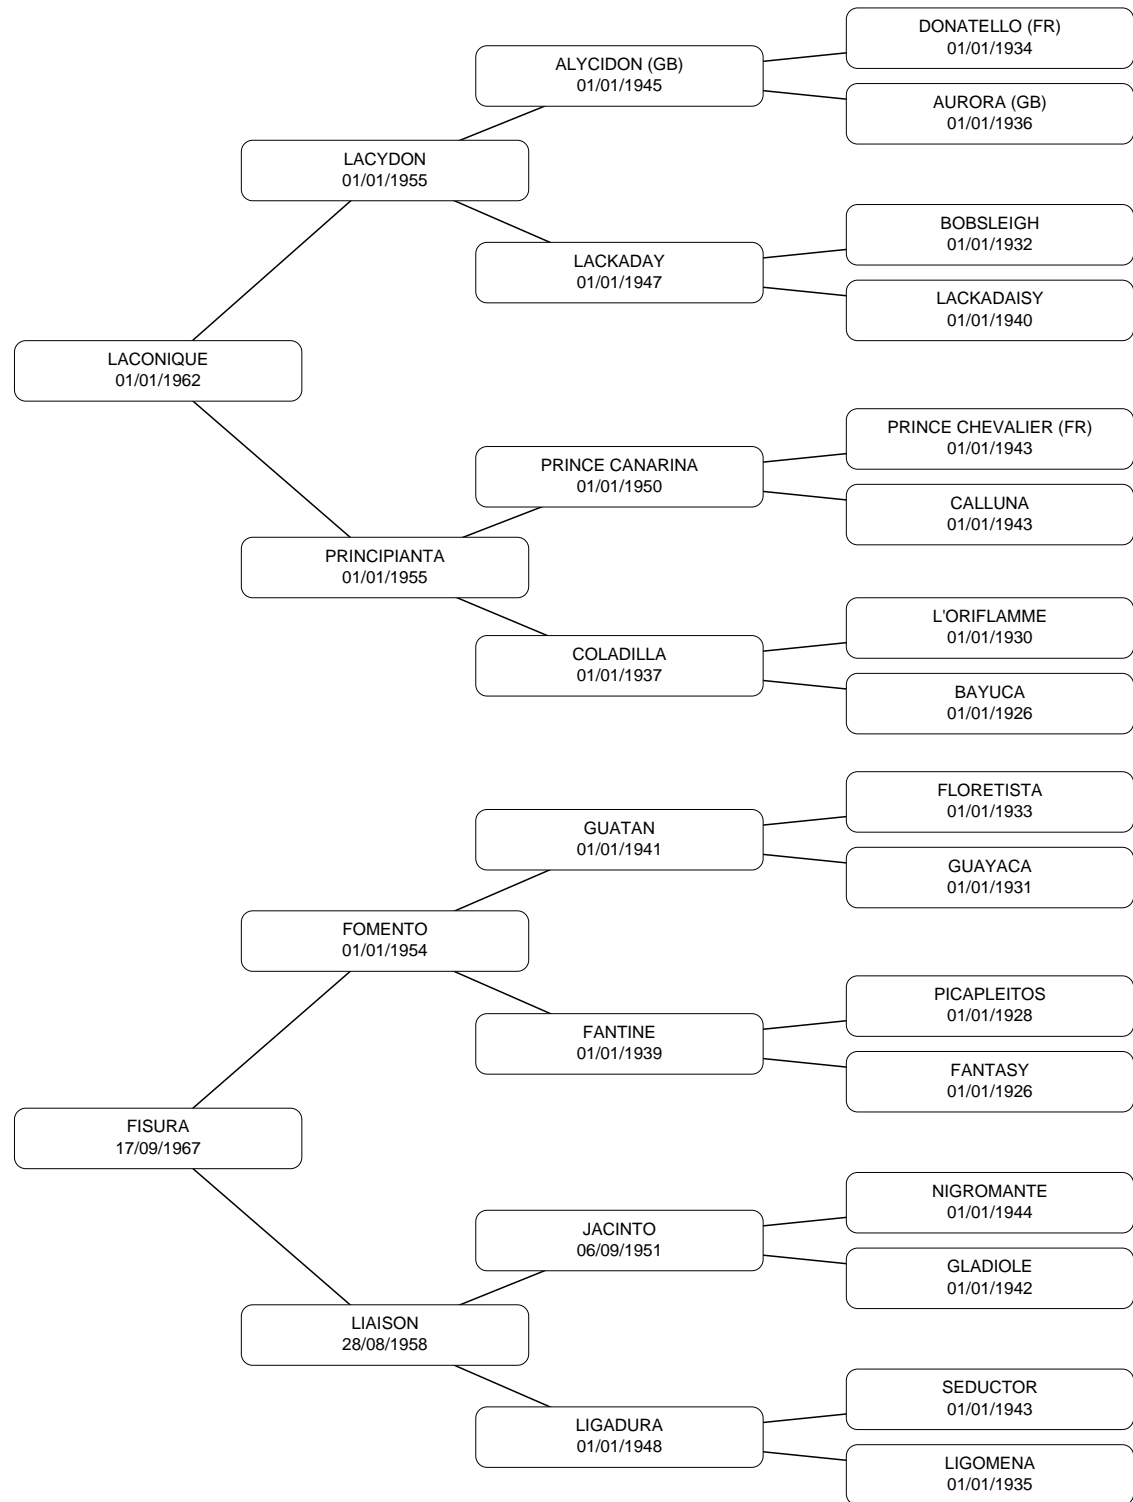 DONATELLO (FR)
01/01/1934
ALYCIDON (GB)
01/01/1945
AURORA (GB)
01/01/1936
LACYDON
01/01/1955
BOBSLEIGH
01/01/1932
LACKADAY
01/01/1947
LACKADAISY
01/01/1940
LACONIQUE
01/01/1962
PRINCE CHEVALIER (FR)
01/01/1943
PRINCE CANARINA
01/01/1950
CALLUNA
01/01/1943
PRINCIPIANTA
01/01/1955
L'ORIFLAMME
01/01/1930
COLADILLA
01/01/1937
BAYUCA
01/01/1926
FLORETISTA
01/01/1933
GUATAN
01/01/1941
GUAYACA
01/01/1931
FOMENTO
01/01/1954
PICAPLEITOS
01/01/1928
FANTINE
01/01/1939
FANTASY
01/01/1926
FISURA
17/09/1967
NIGROMANTE
01/01/1944
JACINTO
06/09/1951
GLADIOLE
01/01/1942
LIAISON
28/08/1958
SEDUCTOR
01/01/1943
LIGADURA
01/01/1948
LIGOMENA
01/01/1935